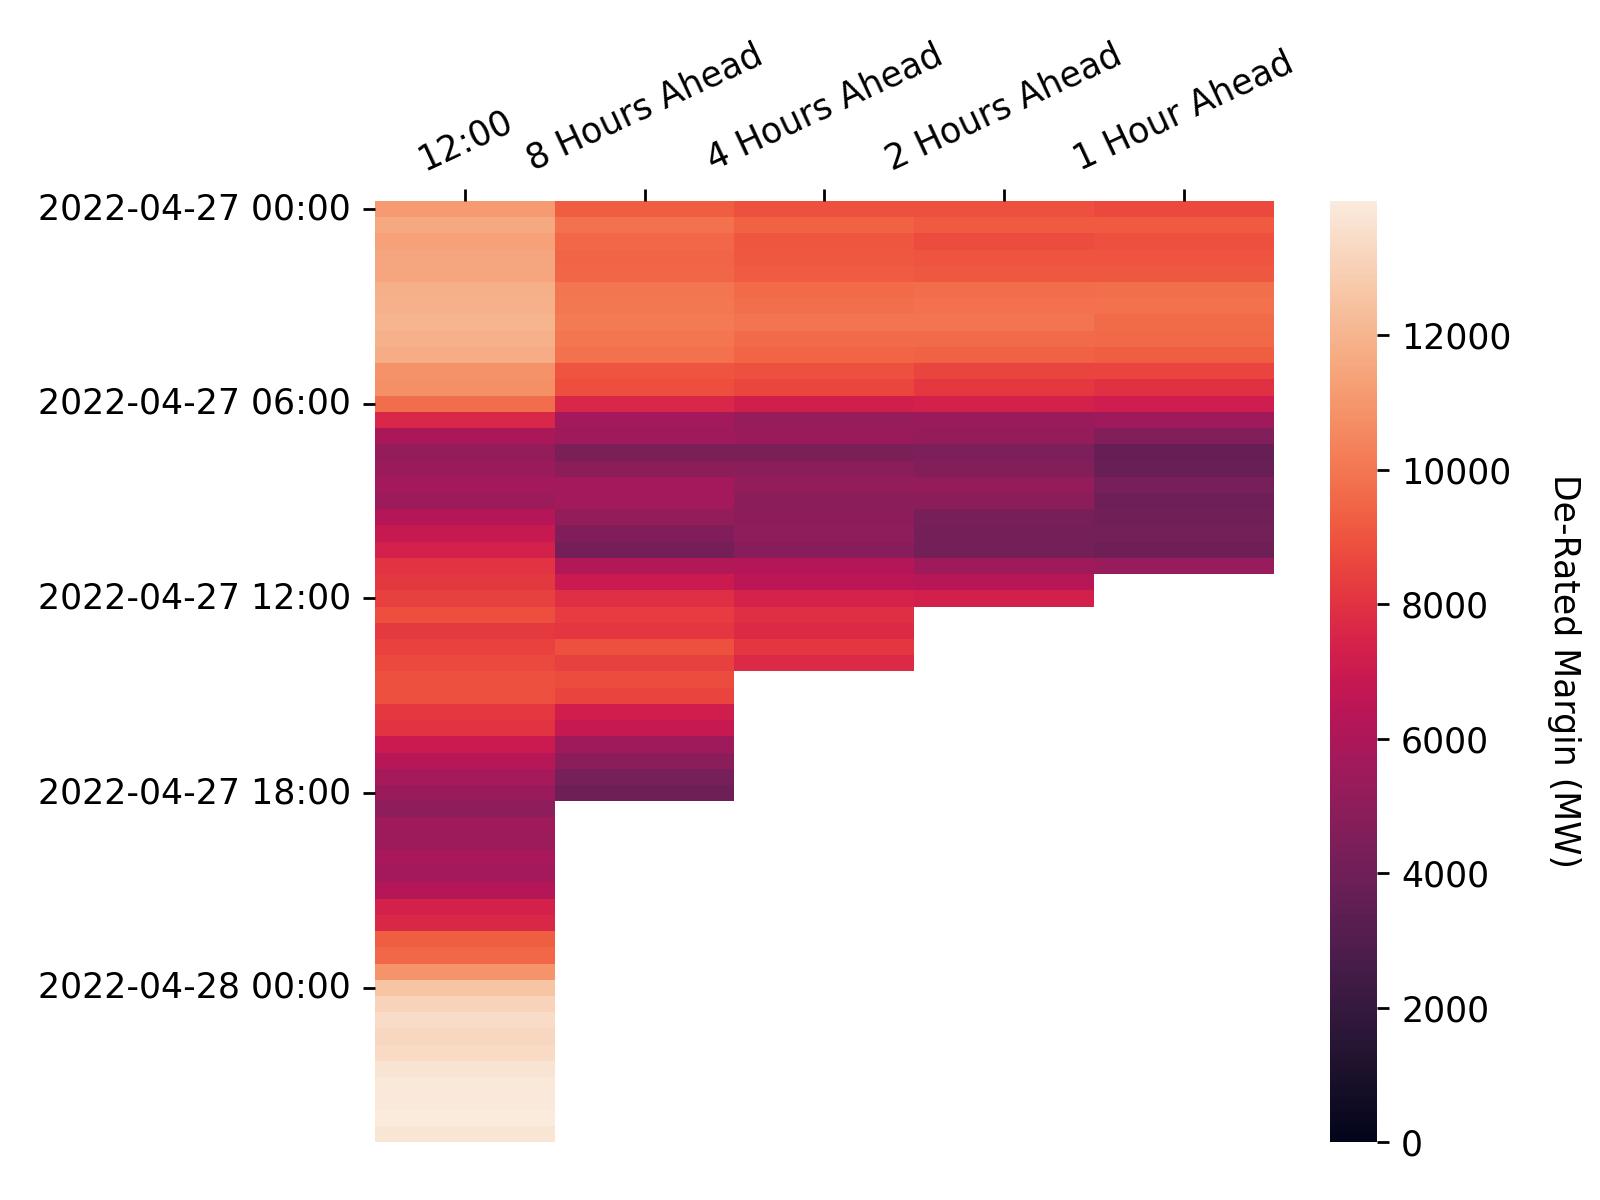 12:00
8 Hours Ahead
4 Hours Ahead
2 Hours Ahead
1 Hour Ahead
2022-04-27 00:00
2022-04-27 06:00
2022-04-27 12:00
2022-04-27 18:00
2022-04-28 00:00
12000
10000
8000
6000
4000
2000
0
De-Rated Margin (MW)